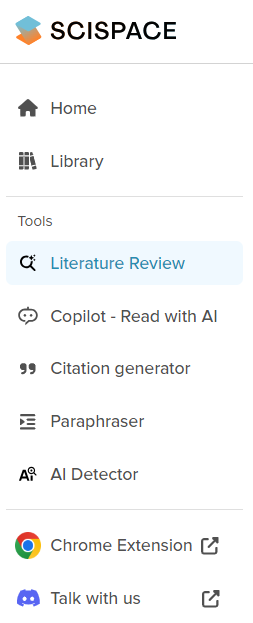 SCISPACE
Home
Library
Tools
Literature Review
Copilot - Read with AI
Citation generator
Paraphraser
AI Detector
Chrome Extension
Talk with us